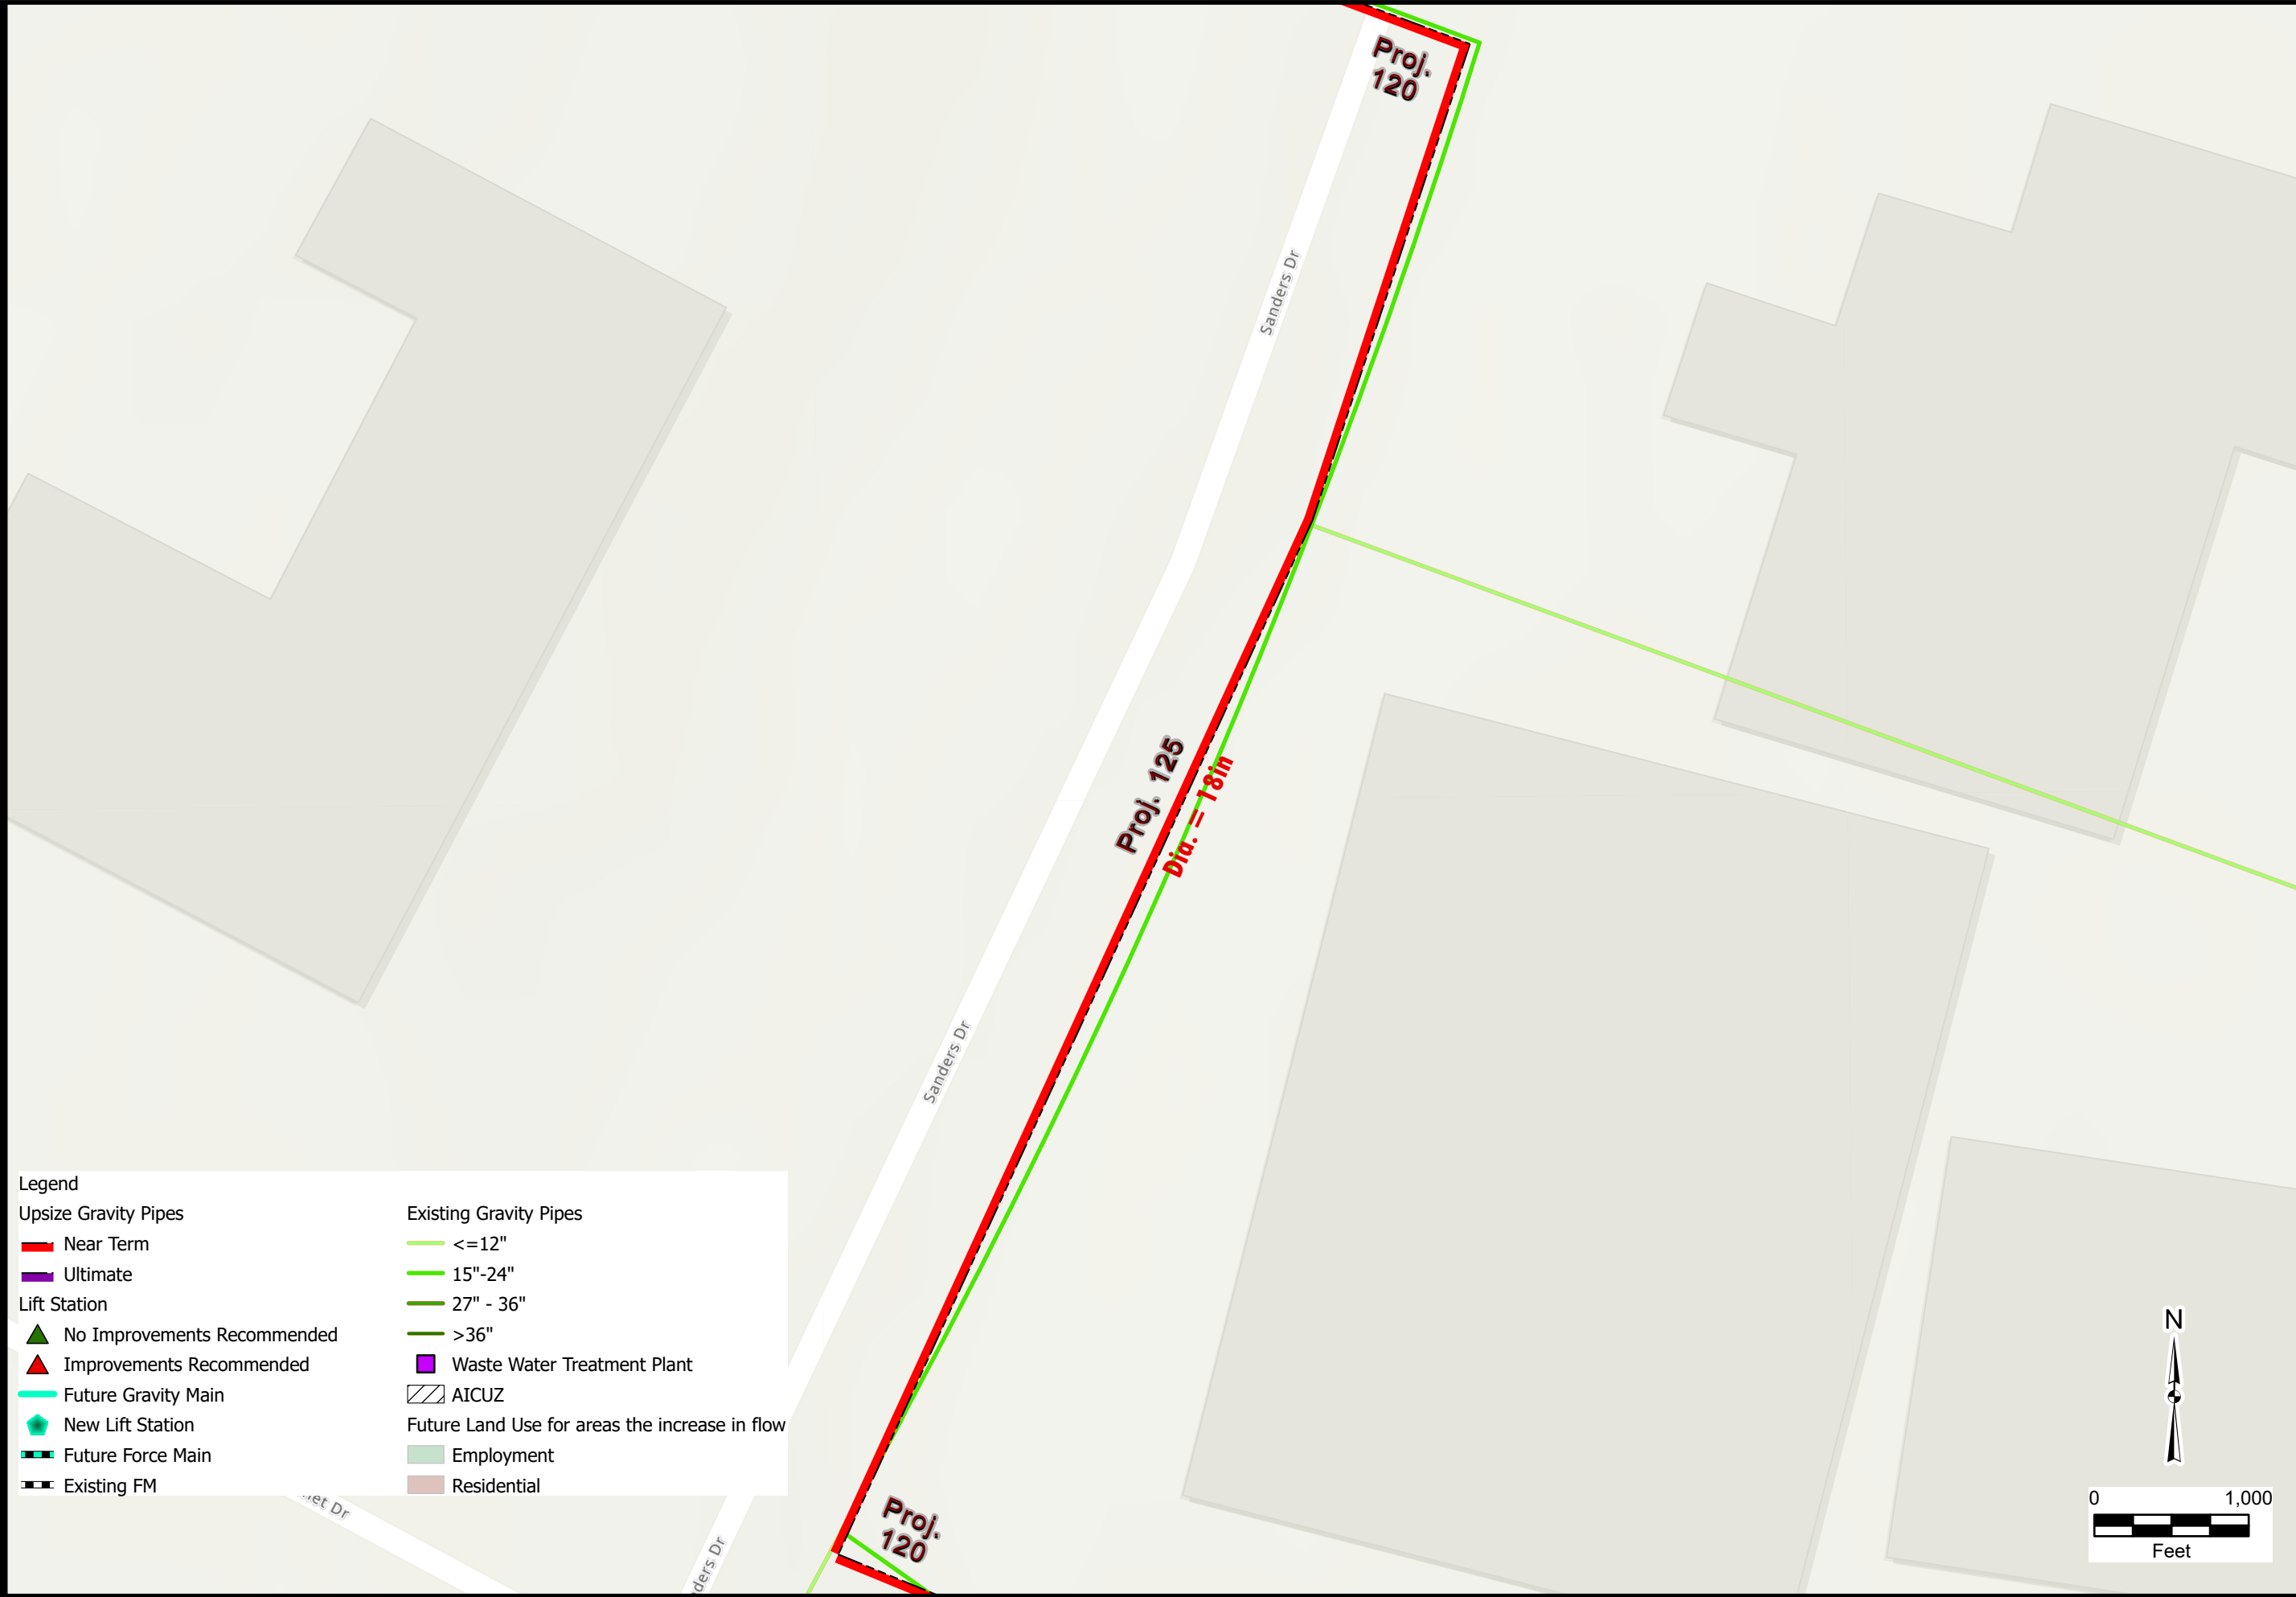 Proj.
120
Sanders Dr
Proj. 125
Dia. = 18in
Sanders Dr
Legend
Upsize Gravity Pipes
Near Term
Ultimate
Lift Station
No Improvements Recommended
Improvements Recommended
Future Gravity Main
New Lift Station
Future Force Main
Existing FM
Existing Gravity Pipes
<=12"
15"-24"
27" - 36"
>36"
Waste Water Treatment Plant
AICUZ
Future Land Use for areas the increase in flow
Employment
Residential
Dr
Proj.
120
ders Dr
N
0 1,000
Feet